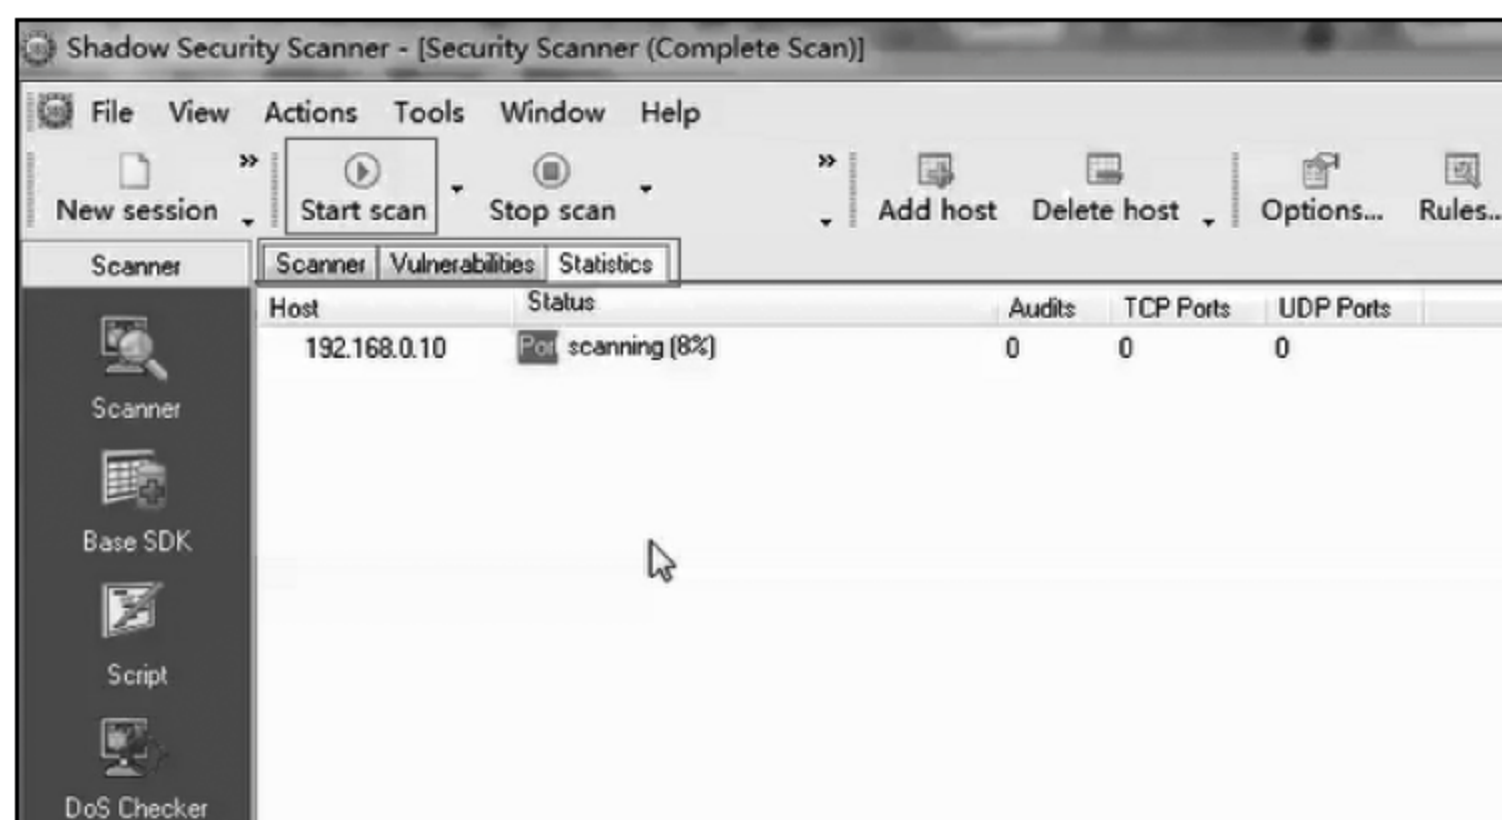 Shadow Security Scanner - [Security Scanner (Complete Scan)]
File View Actions Tools Window Help
New session » Start scan Stop scan » Add host Delete host Options... Rules...
Scanner
Scanner Vulnerabilities Statistics
Host Status Audits TCP Ports UDP Ports
192.168.0.10 Por scanning (8%) 0 0 0
Scanner
Base SDK
Script
DoS Checker